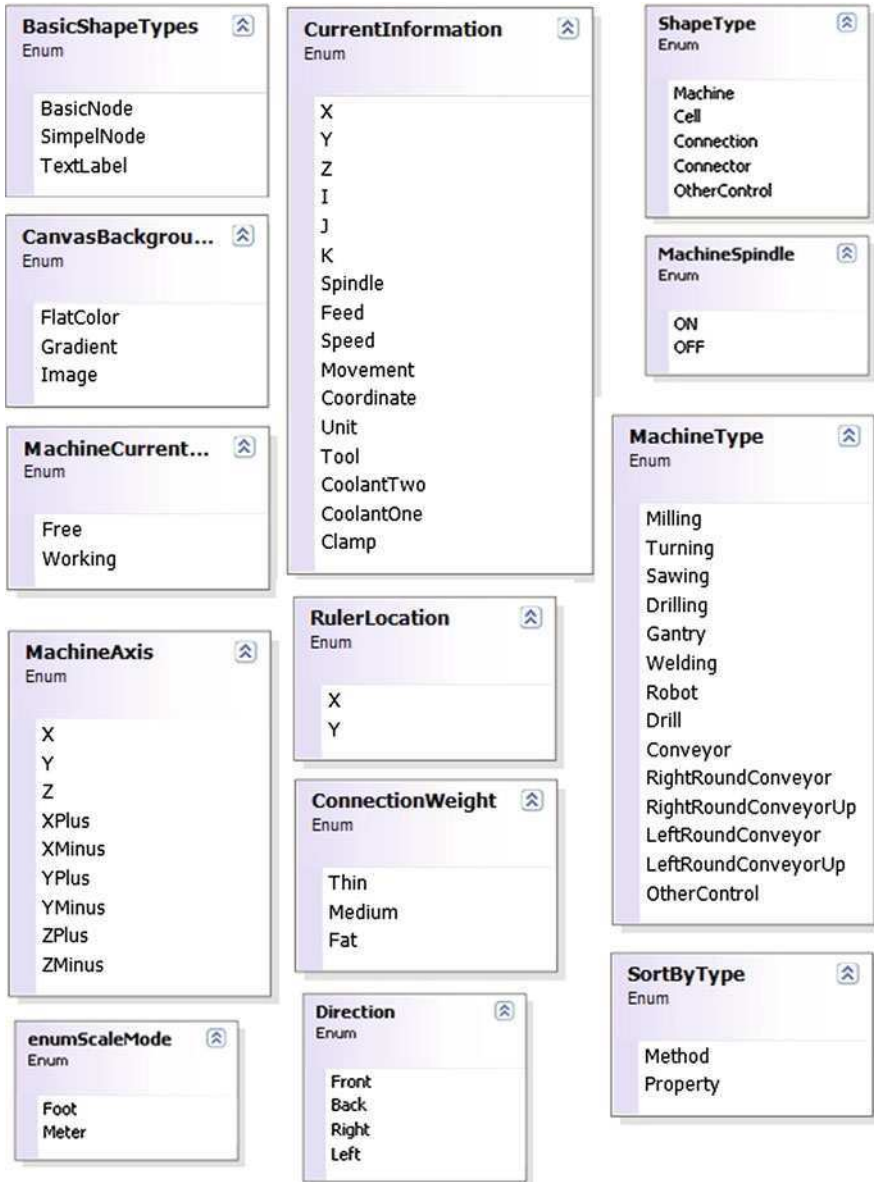 BasicShapeTypes
Enum
BasicNode
SimpelNode
TextLabel
CanvasBackgrou...
Enum
FlatColor
Gradient
Image
MachineCurrent...
Enum
Free
Working
MachineAxis
Enum
X
Y
Z
XPlus
XMinus
YPlus
YMinus
ZPlus
ZMinus
enumScaleMode
Enum
Foot
Meter
CurrentInformation
Enum
X
Y
Z
I
J
K
Spindle
Feed
Speed
Movement
Coordinate
Unit
Tool
CoolantTwo
CoolantOne
Clamp
RulerLocation
Enum
X
Y
ConnectionWeight
Enum
Thin
Medium
Fat
Direction
Enum
Front
Back
Right
Left
ShapeType
Enum
Machine
Cell
Connection
Connector
OtherControl
MachineSpindle
Enum
ON
OFF
MachineType
Enum
Milling
Turning
Sawing
Drilling
Gantry
Welding
Robot
Drill
Conveyor
RightRoundConveyor
RightRoundConveyorUp
LeftRoundConveyor
LeftRoundConveyorUp
OtherControl
SortByType
Enum
Method
Property